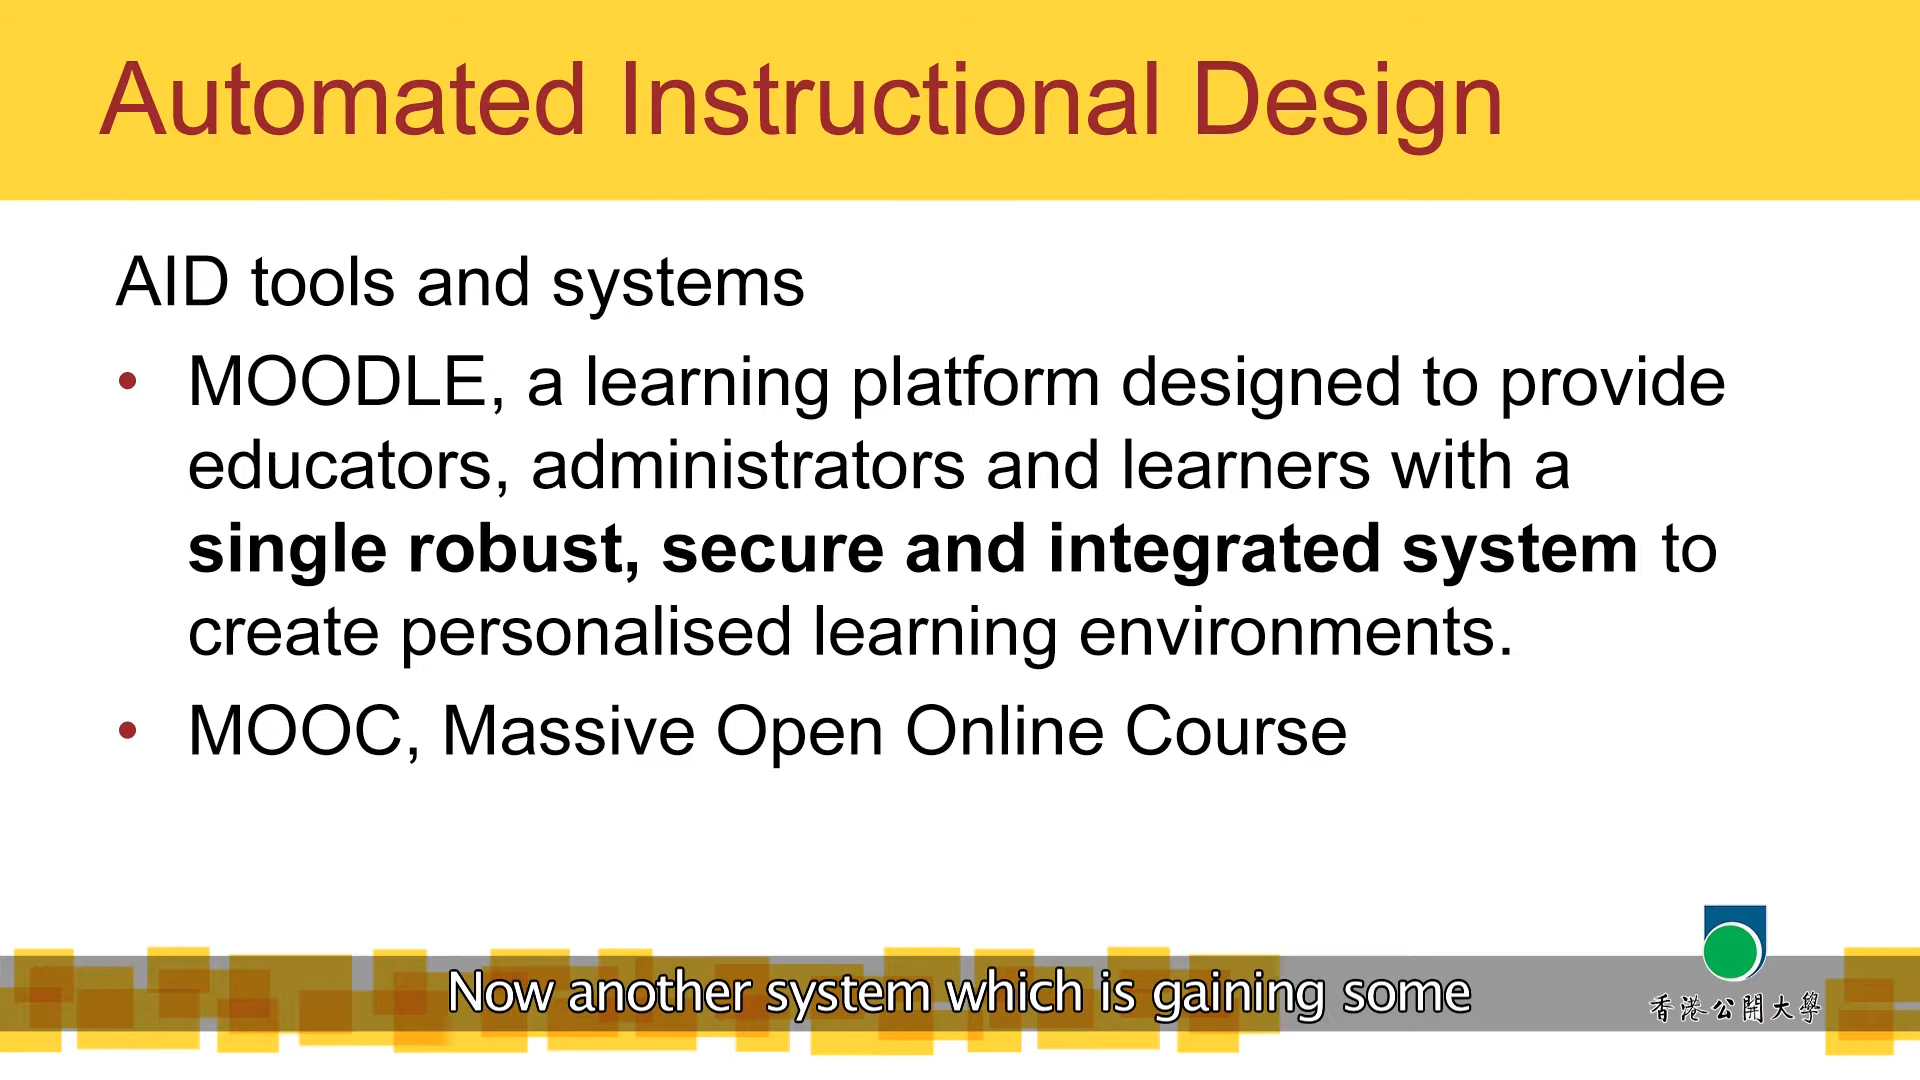 Automated Instructional Design
AID tools and systems
• MOODLE, a learning platform designed to provide
educators, administrators and learners with a
single robust, secure and integrated system to
create personalised learning environments.
• MOOC, Massive Open Online Course
Now another system which is gaining some
香港公開大學